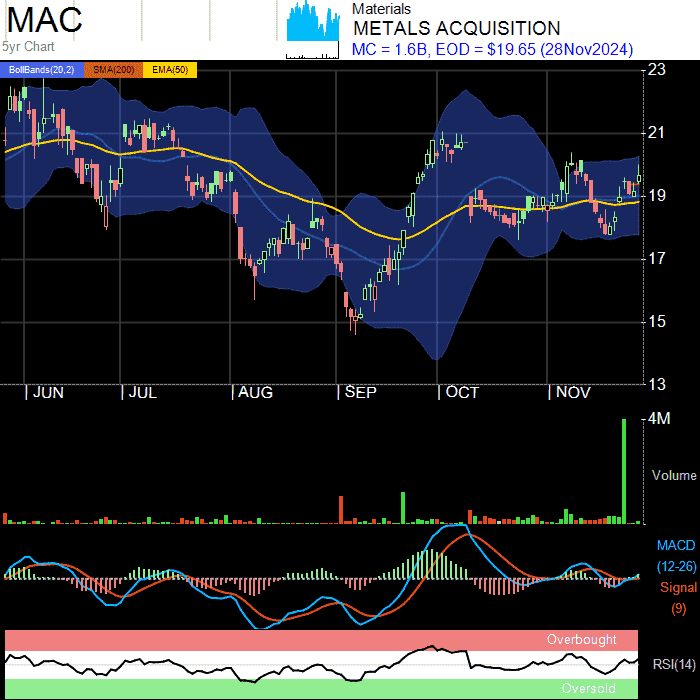 MAC
5yr Chart
Materials
METALS ACQUISITION
MC = 1.6B, EOD = $19.65 (28Nov2024)
BollBands(20,2) SMA(200) EMA(50)
23
21
19
17
15
13
JUN JUL AUG SEP OCT NOV
4M
Volume
MACD
(12-26)
Signal
(9)
Overbought
RSI(14)
Oversold